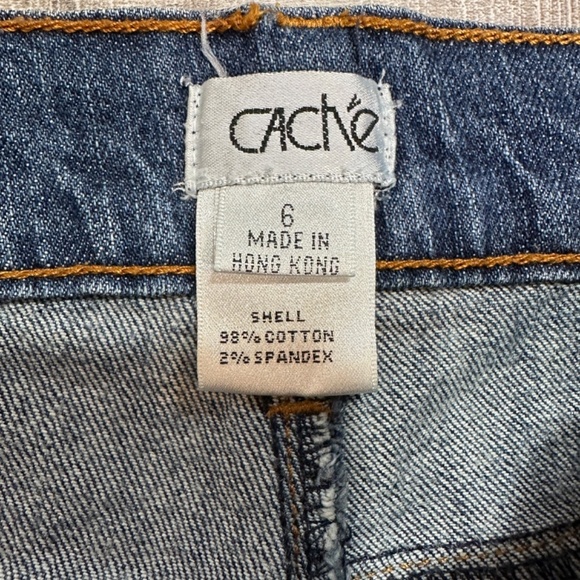 CAChé
6
MADE IN
HONG KONG
SHELL
98% COTTON
2% SPANDEX